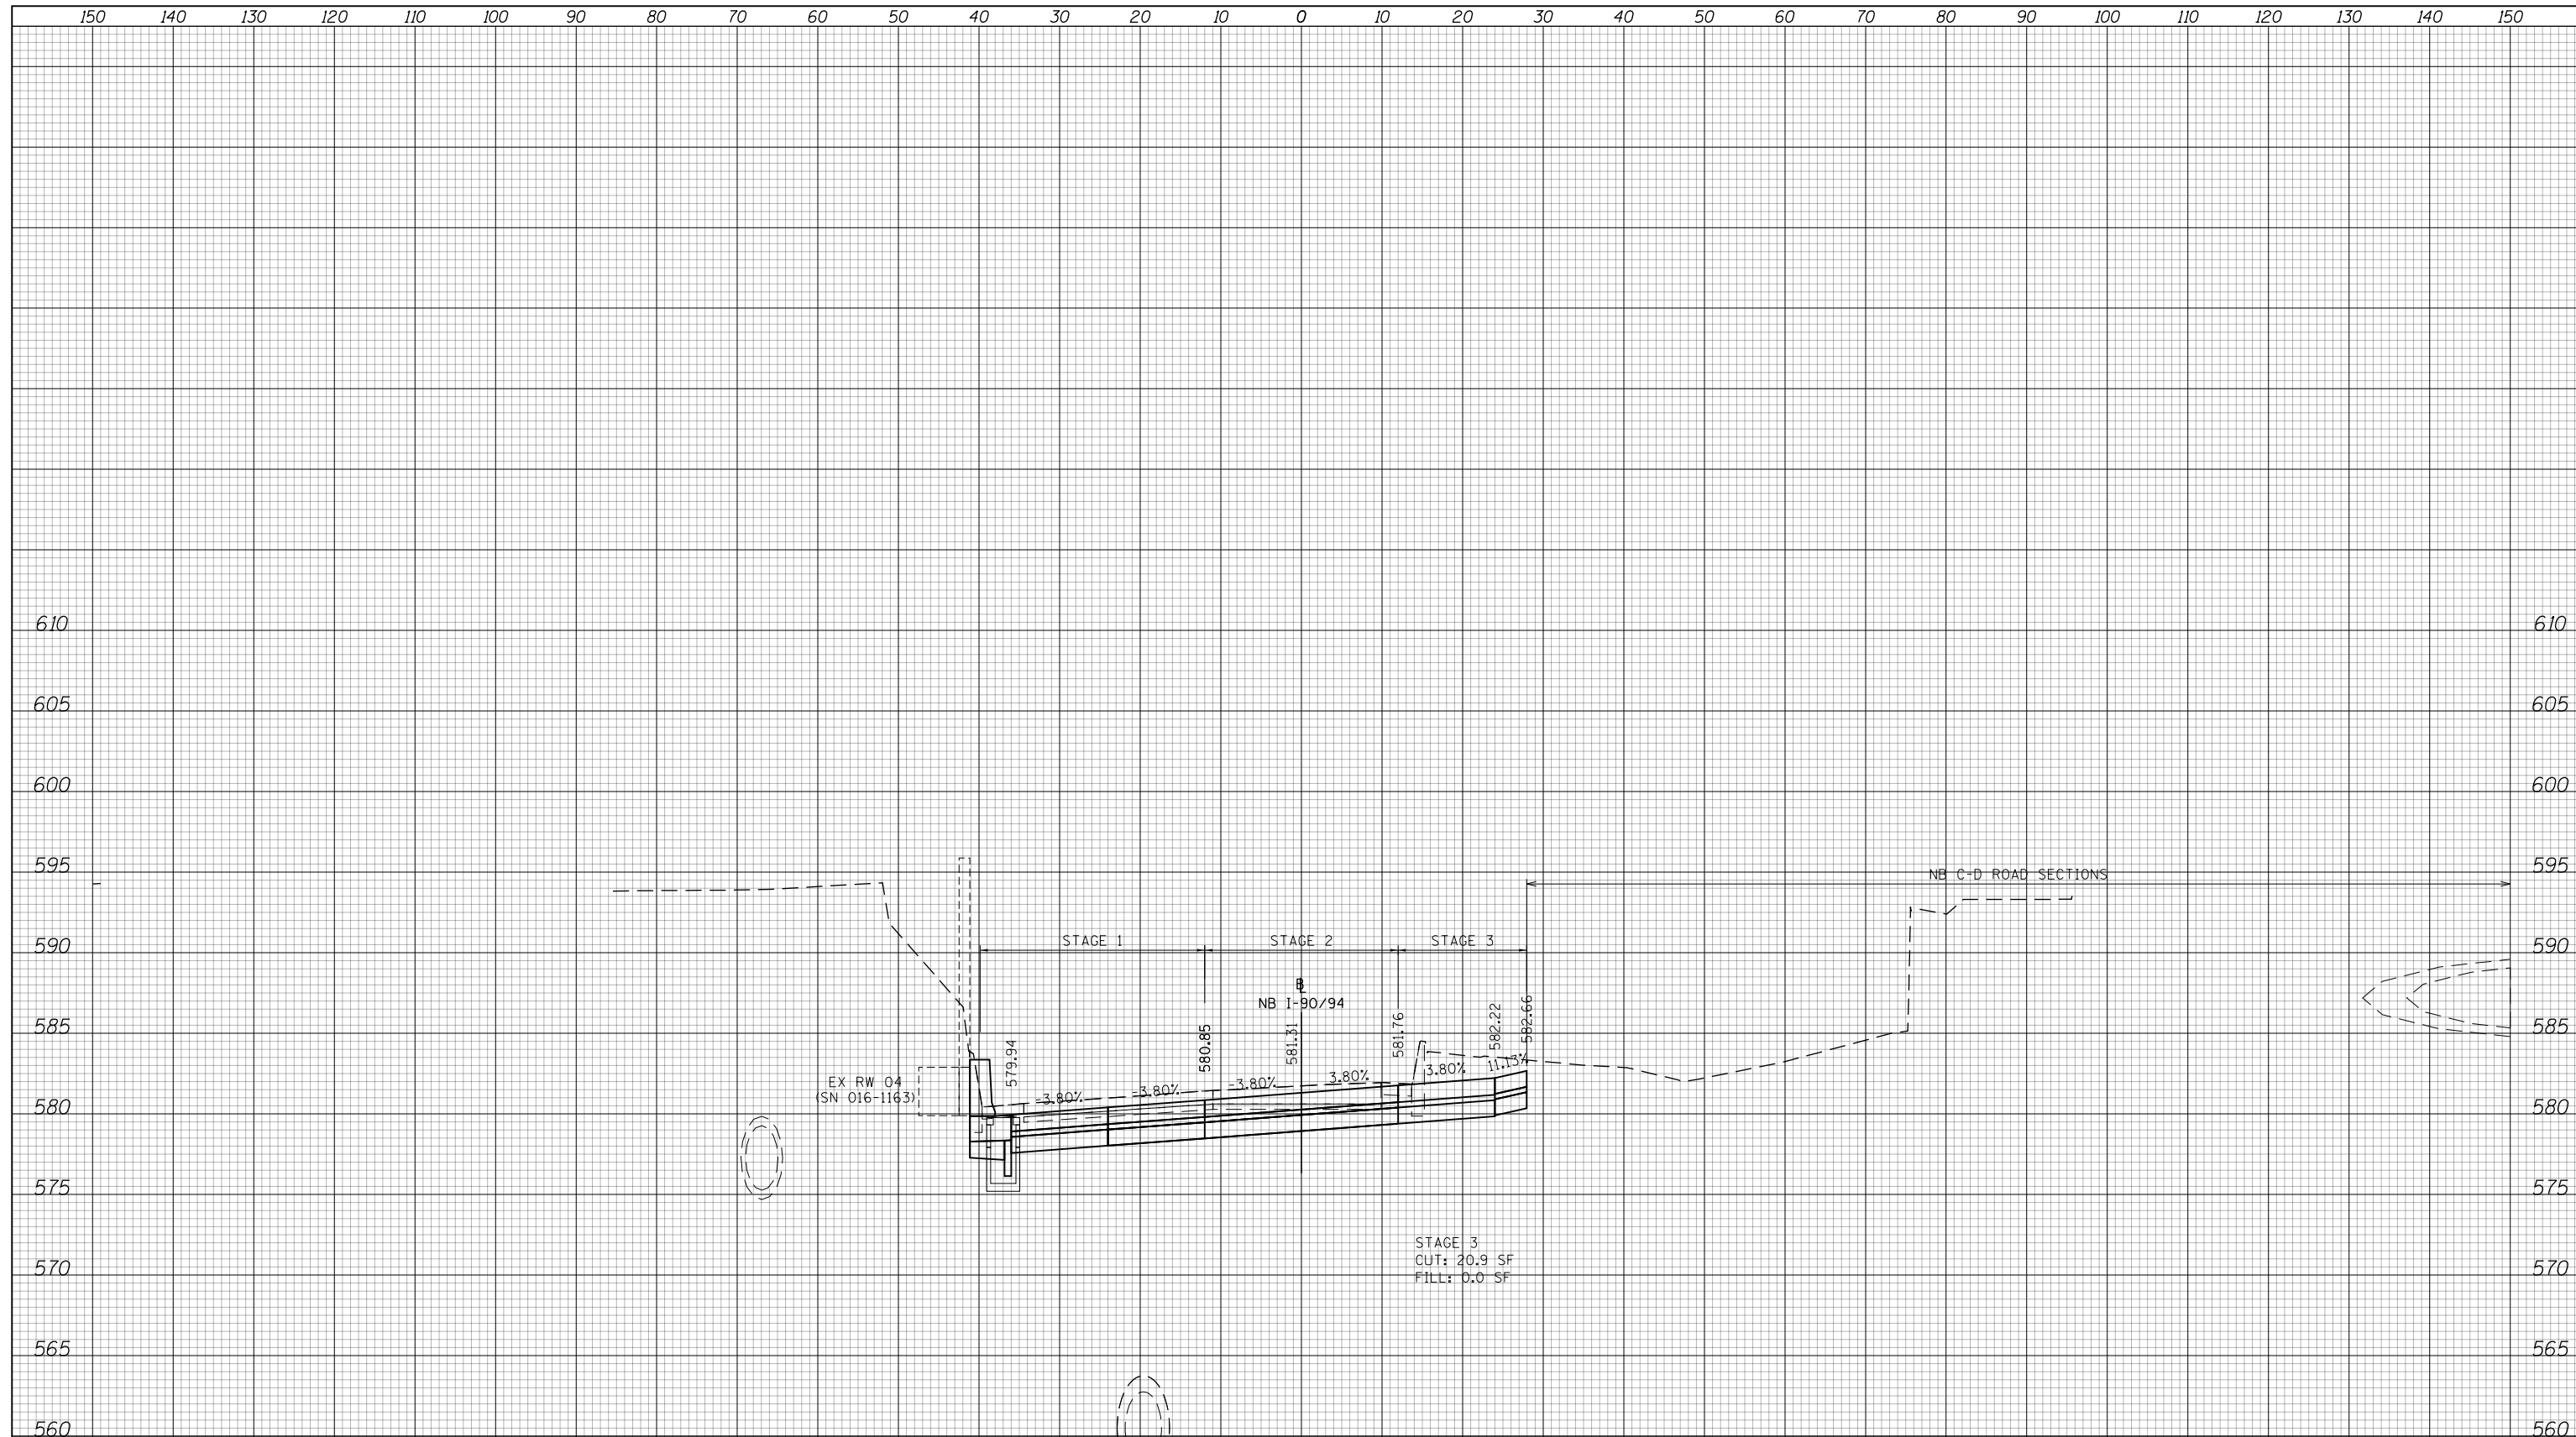 150 140 130 120 110 100 90 80 70 60 50 40 30 20 10 0 10 20 30 40 50 60 70 80 90 100 110 120 130 140 150
610 610
605 605
600 600
595 595
NB C-D ROAD SECTIONS
590 590
STAGE 1 STAGE 2 STAGE 3
BL
NB I-90/94
585 585
579.94 580.85 581.31 581.76 582.22 582.66
EX RW 04
(SN 016-1163)
-3.80% -3.80% -3.80% 3.80% 3.80% 11.13%
580 580
575 575
STAGE 3
CUT: 20.9 SF
FILL: 0.0 SF
570 570
565 565
560 560